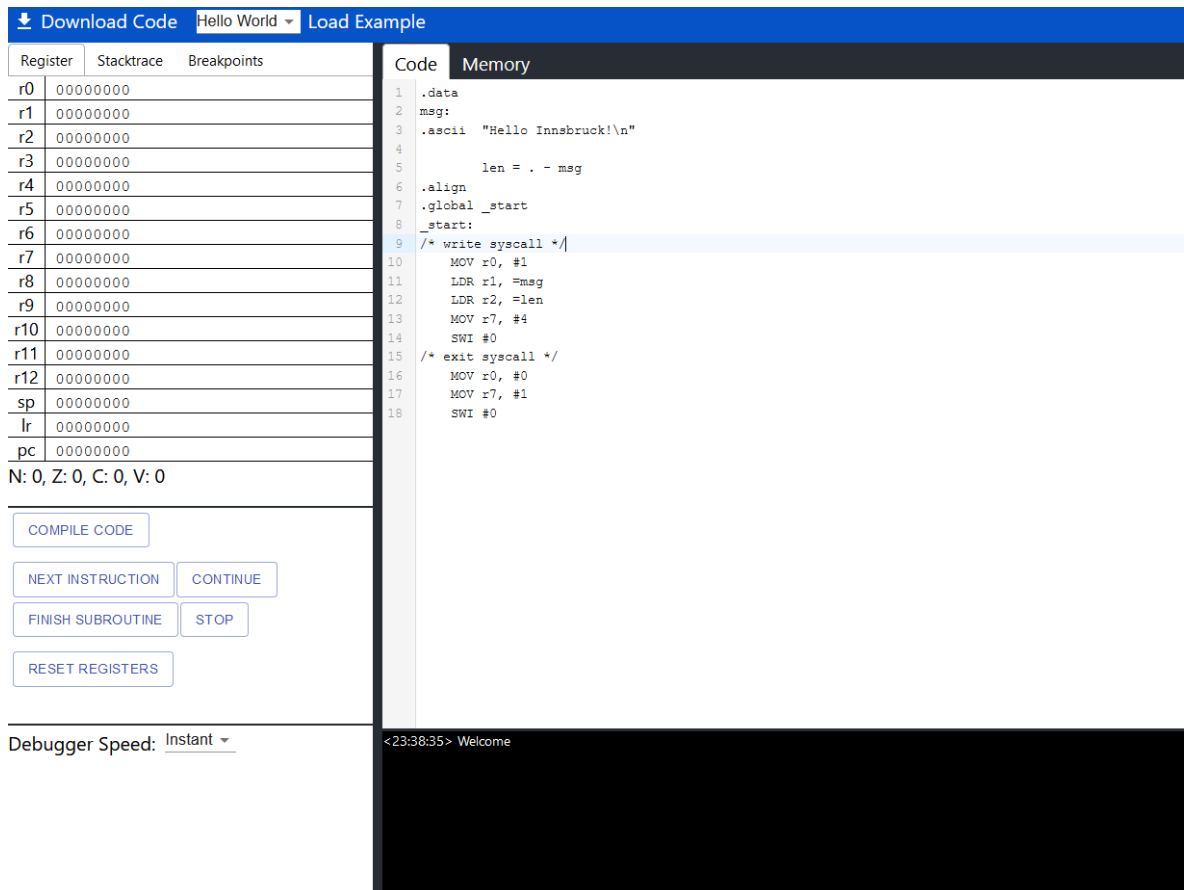 Download Code Hello World Load Example
Register Stacktrace Breakpoints
r0 00000000
r1 00000000
r2 00000000
r3 00000000
r4 00000000
r5 00000000
r6 00000000
r7 00000000
r8 00000000
r9 00000000
r10 00000000
r11 00000000
r12 00000000
sp 00000000
lr 00000000
pc 00000000
N: 0, Z: 0, C: 0, V: 0
COMPILE CODE
NEXT INSTRUCTION CONTINUE
FINISH SUBROUTINE STOP
RESET REGISTERS
Debugger Speed: Instant
Code Memory
1 .data
2 msg:
3 .ascii "Hello Innsbruck!\n"
4
5 len = . - msg
6 .align
7 .global _start
8 _start:
9 /* write syscall */
10 MOV r0, #1
11 LDR r1, =msg
12 LDR r2, =len
13 MOV r7, #4
14 SWI #0
15 /* exit syscall */
16 MOV r0, #0
17 MOV r7, #1
18 SWI #0
<23:38:35> Welcome